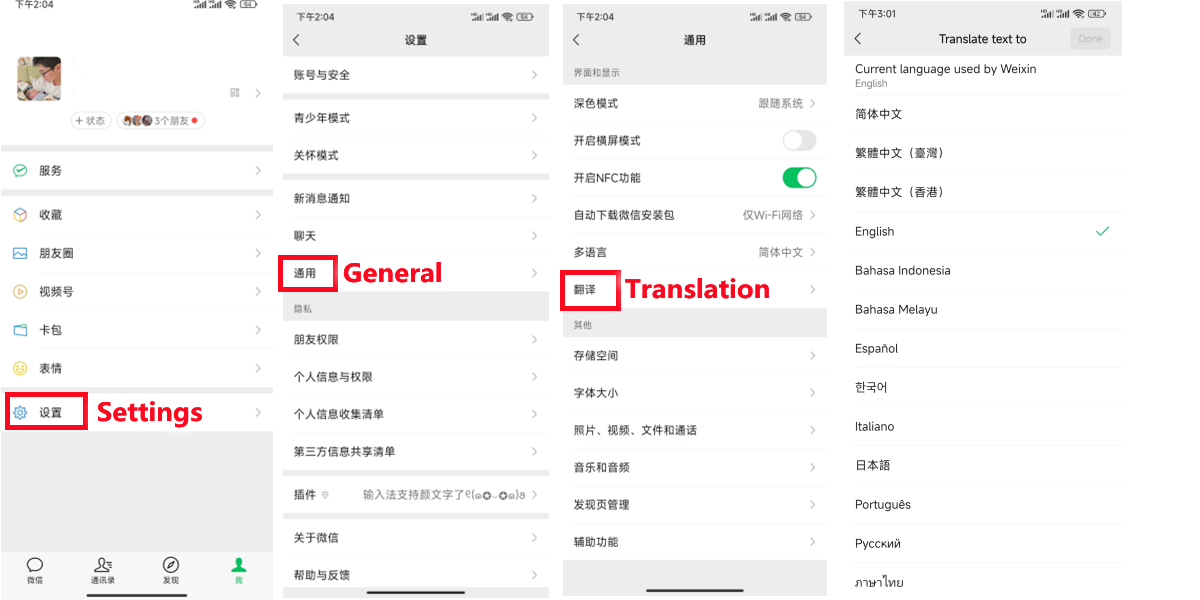 下午2:04
64
+ 状态
3个朋友
服务
收藏
朋友圈
视频号
卡包
表情
设置
Settings
微信
通讯录
发现
我
下午2:04
64
设置
账号与安全
青少年模式
关怀模式
新消息通知
聊天
通用
General
隐私
朋友权限
个人信息与权限
个人信息收集清单
第三方信息共享清单
插件
输入法支持颜文字了
关于微信
帮助与反馈
下午2:04
64
通用
界面和显示
深色模式
跟随系统
开启横屏模式
开启NFC功能
自动下载微信安装包
仅Wi-Fi网络
多语言
简体中文
翻译
Translation
其他
存储空间
字体大小
照片、视频、文件和通话
音乐和音频
发现页管理
辅助功能
下午3:01
42
Translate text to
Done
Current language used by Weixin
English
简体中文
繁體中文（臺灣）
繁體中文（香港）
English
Bahasa Indonesia
Bahasa Melayu
Español
한국어
Italiano
日本語
Português
Русский
ภาษาไทย